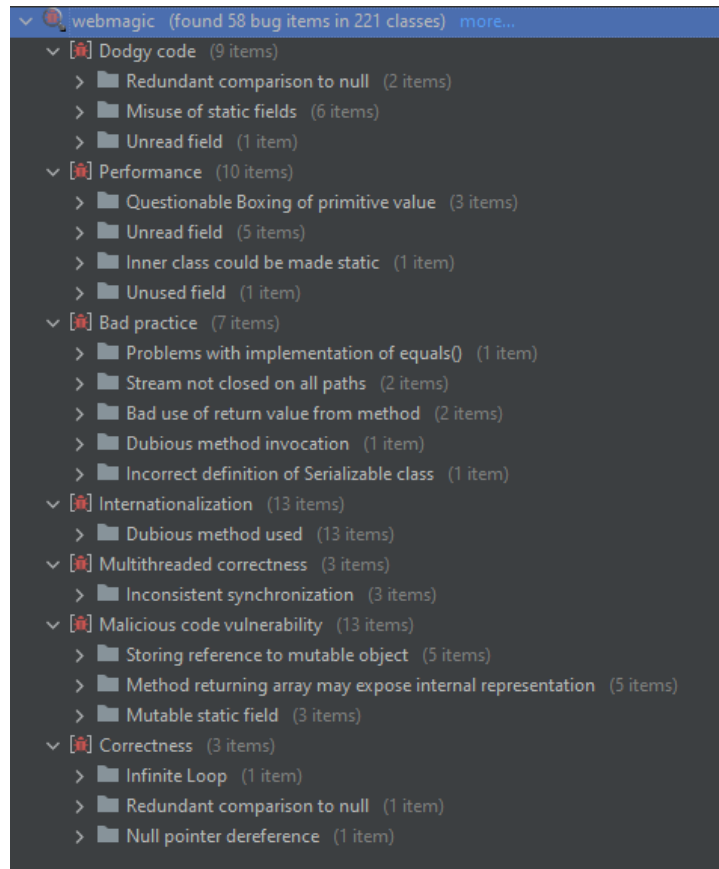 webmagic (found 58 bug items in 221 classes) more...
Dodgy code (9 items)
Redundant comparison to null (2 items)
Misuse of static fields (6 items)
Unread field (1 item)
Performance (10 items)
Questionable Boxing of primitive value (3 items)
Unread field (5 items)
Inner class could be made static (1 item)
Unused field (1 item)
Bad practice (7 items)
Problems with implementation of equals() (1 item)
Stream not closed on all paths (2 items)
Bad use of return value from method (2 items)
Dubious method invocation (1 item)
Incorrect definition of Serializable class (1 item)
Internationalization (13 items)
Dubious method used (13 items)
Multithreaded correctness (3 items)
Inconsistent synchronization (3 items)
Malicious code vulnerability (13 items)
Storing reference to mutable object (5 items)
Method returning array may expose internal representation (5 items)
Mutable static field (3 items)
Correctness (3 items)
Infinite Loop (1 item)
Redundant comparison to null (1 item)
Null pointer dereference (1 item)